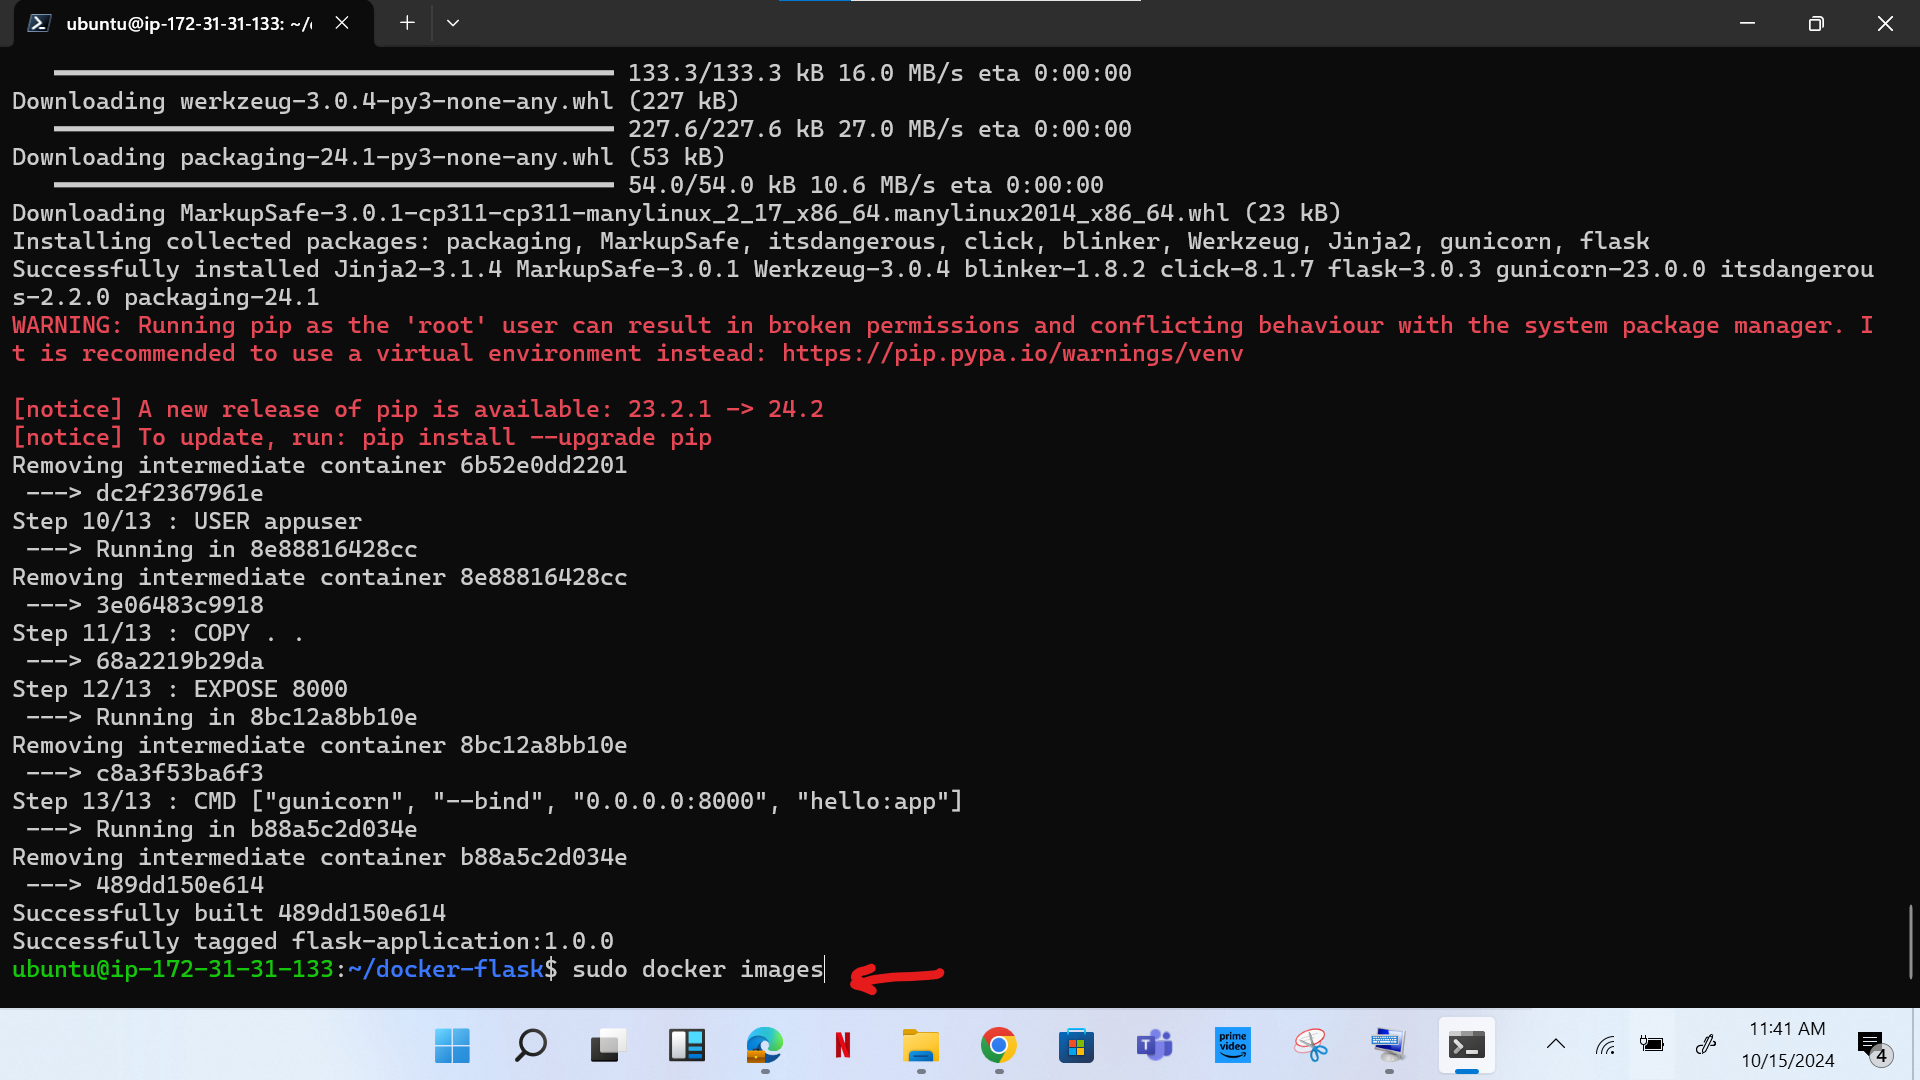 ubuntu@ip-172-31-31-133: ~/
133.3/133.3 kB 16.0 MB/s eta 0:00:00
Downloading werkzeug-3.0.4-py3-none-any.whl (227 kB)
227.6/227.6 kB 27.0 MB/s eta 0:00:00
Downloading packaging-24.1-py3-none-any.whl (53 kB)
54.0/54.0 kB 10.6 MB/s eta 0:00:00
Downloading MarkupSafe-3.0.1-cp311-cp311-manylinux_2_17_x86_64.manylinux2014_x86_64.whl (23 kB)
Installing collected packages: packaging, MarkupSafe, itsdangerous, click, blinker, Werkzeug, Jinja2, gunicorn, flask
Successfully installed Jinja2-3.1.4 MarkupSafe-3.0.1 Werkzeug-3.0.4 blinker-1.8.2 click-8.1.7 flask-3.0.3 gunicorn-23.0.0 itsdangerou
s-2.2.0 packaging-24.1
WARNING: Running pip as the 'root' user can result in broken permissions and conflicting behaviour with the system package manager. I
t is recommended to use a virtual environment instead: https://pip.pypa.io/warnings/venv
[notice] A new release of pip is available: 23.2.1 -> 24.2
[notice] To update, run: pip install --upgrade pip
Removing intermediate container 6b52e0dd2201
---> dc2f2367961e
Step 10/13 : USER appuser
---> Running in 8e88816428cc
Removing intermediate container 8e88816428cc
---> 3e06483c9918
Step 11/13 : COPY . .
---> 68a2219b29da
Step 12/13 : EXPOSE 8000
---> Running in 8bc12a8bb10e
Removing intermediate container 8bc12a8bb10e
---> c8a3f53ba6f3
Step 13/13 : CMD ["gunicorn", "--bind", "0.0.0.0:8000", "hello:app"]
---> Running in b88a5c2d034e
Removing intermediate container b88a5c2d034e
---> 489dd150e614
Successfully built 489dd150e614
Successfully tagged flask-application:1.0.0
ubuntu@ip-172-31-31-133:~/docker-flask$ sudo docker images
N
T
prime video
11:41 AM
10/15/2024
4